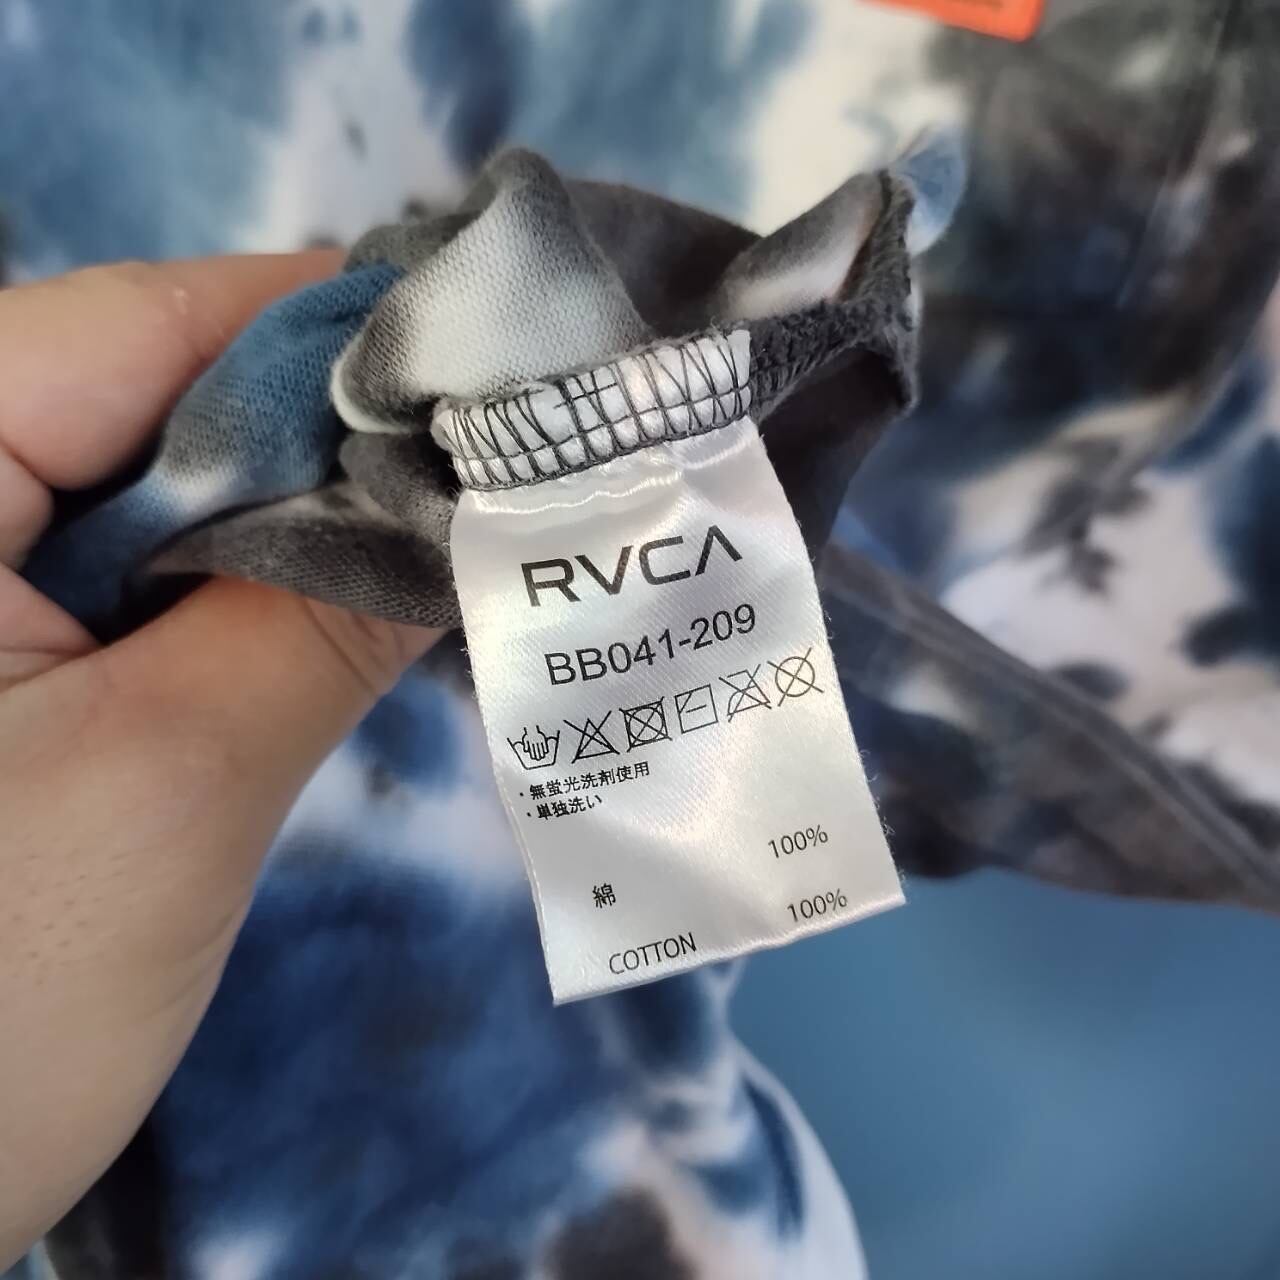 RVCA
BB041-209
・無蛍光洗剤使用
・単独洗い
綿 100%
COTTON 100%